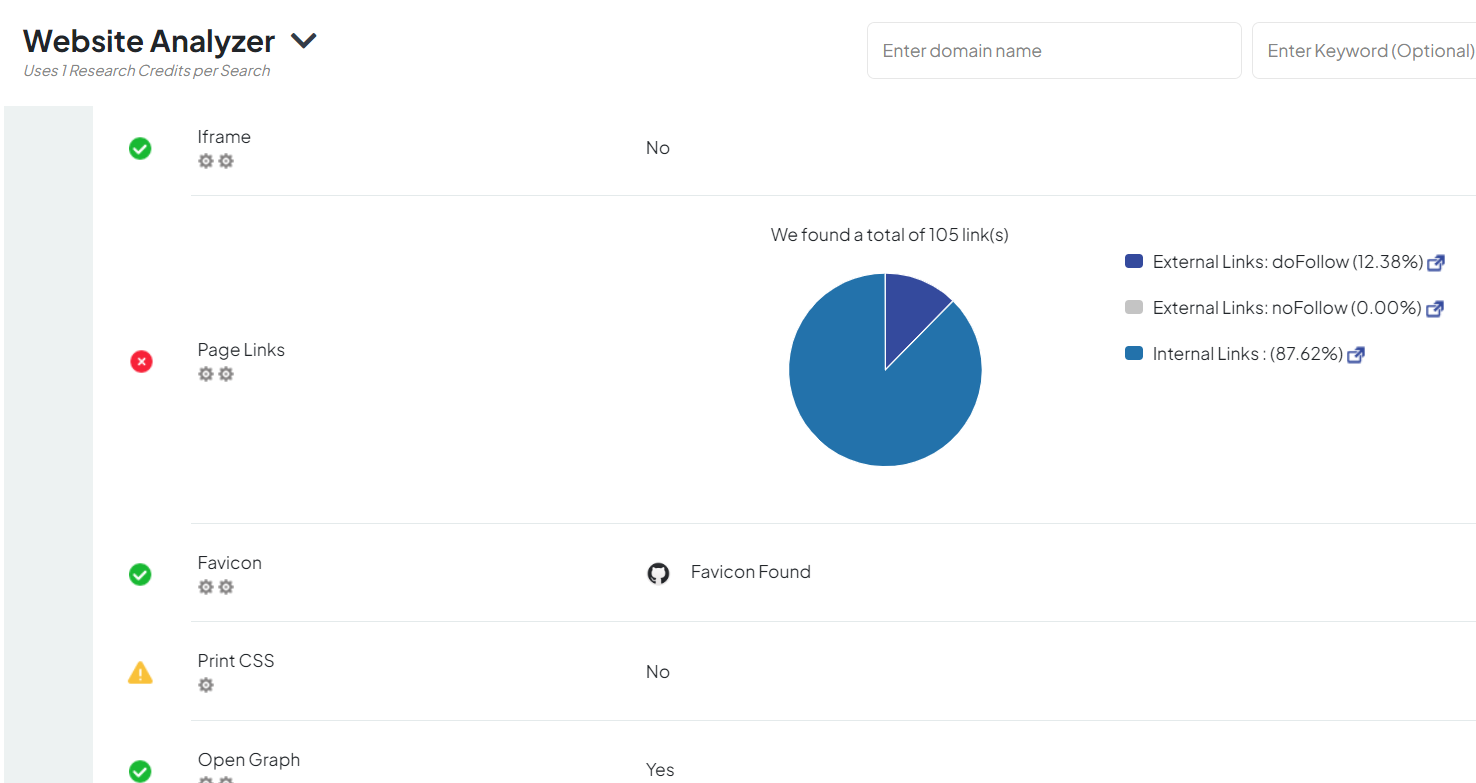 Website Analyzer
Uses 1 Research Credits per Search
Enter domain name
Enter Keyword (Optional)
Iframe
No
We found a total of 105 link(s)
External Links: doFollow (12.38%)
External Links: noFollow (0.00%)
Internal Links : (87.62%)
Page Links
Favicon
Favicon Found
Print CSS
No
Open Graph
Yes